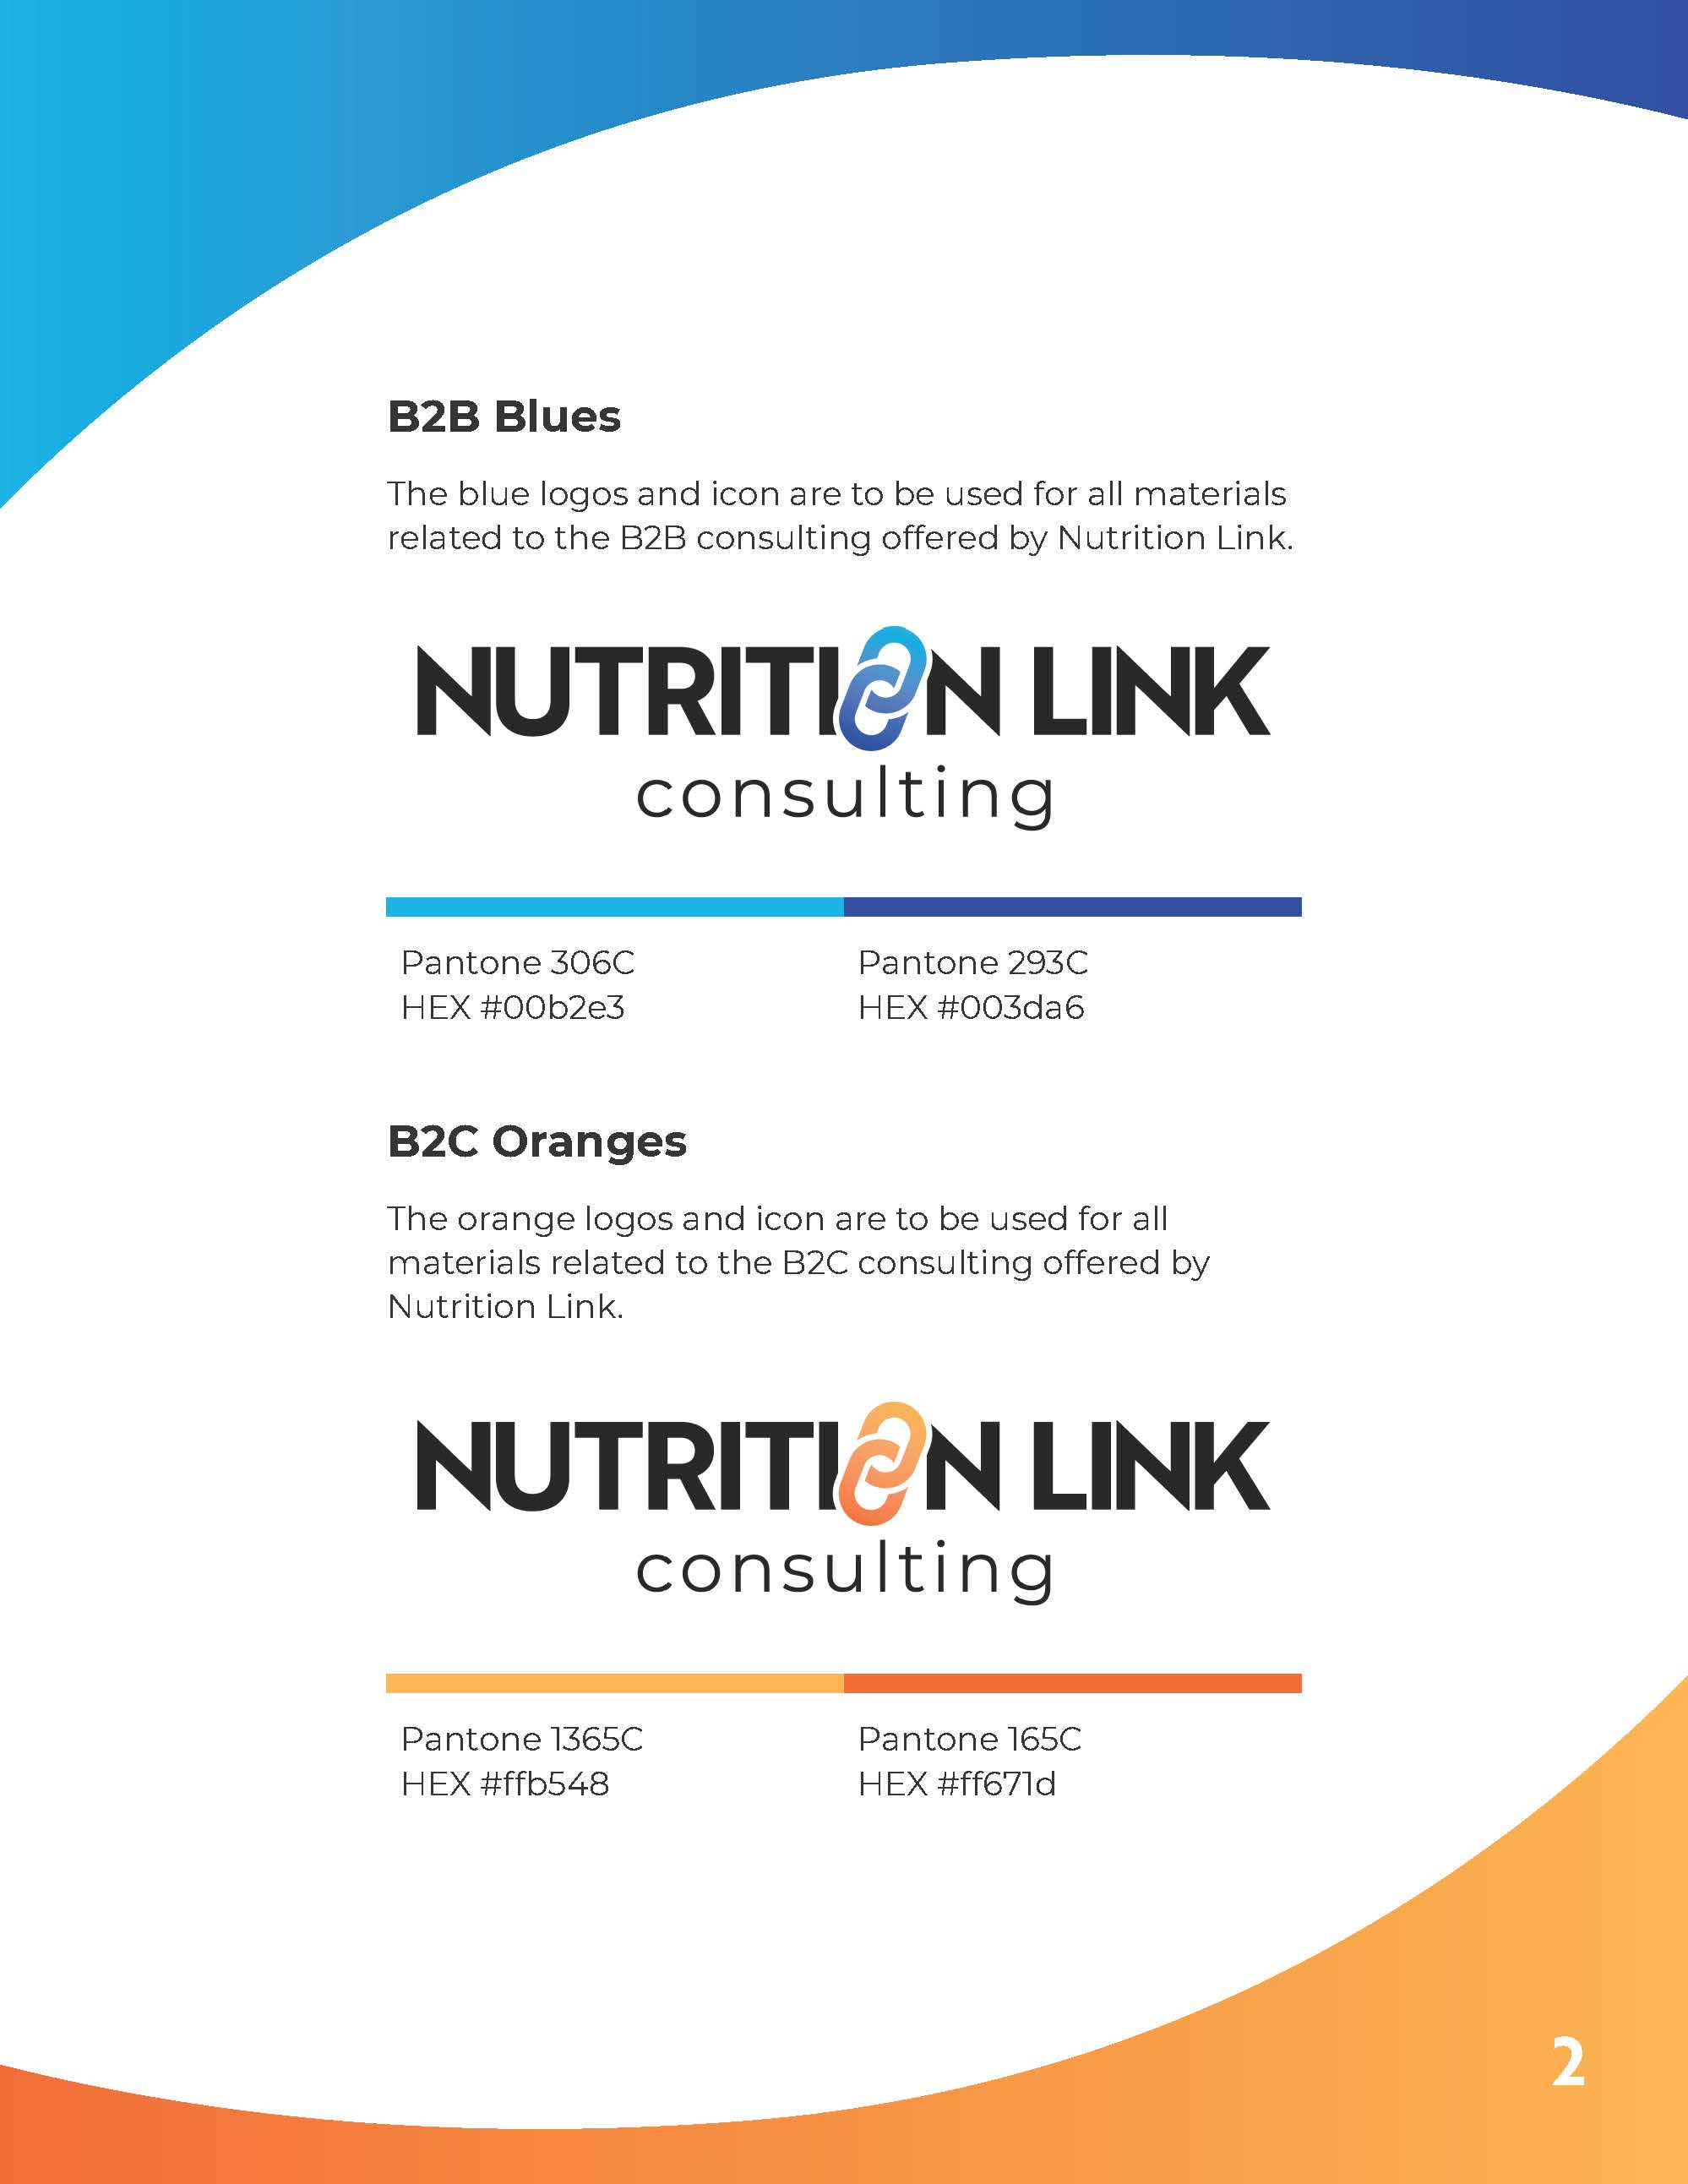 B2B Blues
The blue logos and icon are to be used for all materials
related to the B2B consulting offered by Nutrition Link.
NUTRITION LINK
consulting
Pantone 306C
HEX #00b2e3
Pantone 293C
HEX #003da6
B2C Oranges
The orange logos and icon are to be used for all
materials related to the B2C consulting offered by
Nutrition Link.
NUTRITION LINK
consulting
Pantone 1365C
HEX #ffb548
Pantone 165C
HEX #ff671d
2